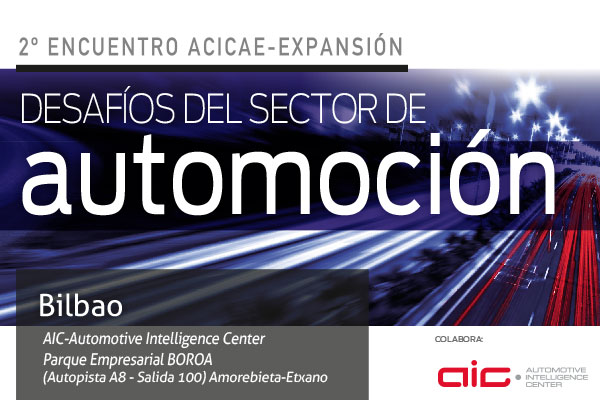 2º ENCUENTRO ACICAE-EXPANSIÓN
DESAFÍOS DEL SECTOR DE
automoción
Bilbao
AIC-Automotive Intelligence Center
Parque Empresarial BOROA
(Autopista A8 - Salida 100) Amorebieta-Etxano
COLABORA:
aic
AUTOMOTIVE
INTELLIGENCE
CENTER